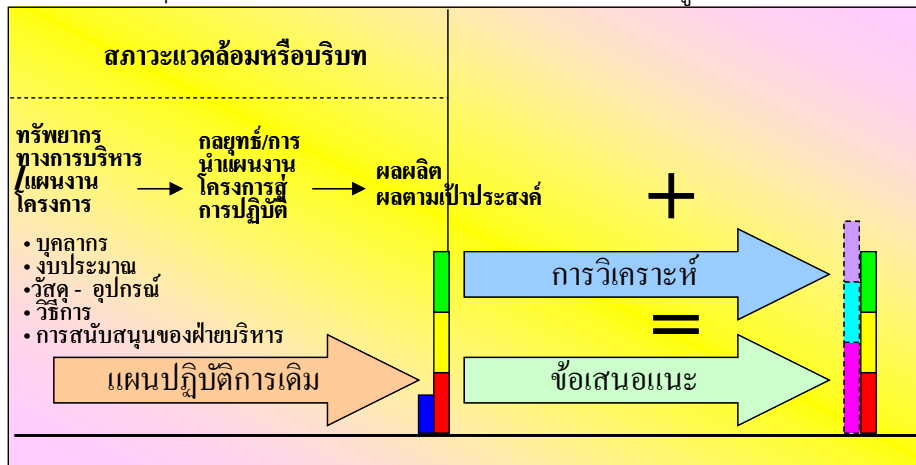 สภาวะแวดล้อมหรือบริบท
ทรัพยากร
ทางการบริหาร
/แผนงาน
โครงการ
กลยุทธ์/การ
นำแผนงาน
โครงการสู่
การปฏิบัติ
ผลผลิต
ผลตามเป้าประสงค์
• บุคลากร
• งบประมาณ
•วัสดุ - อุปกรณ์
• วิธีการ
• การสนับสนุนของฝ่ายบริหาร
แผนปฏิบัติการเดิม
+
การวิเคราะห์
=
ข้อเสนอแนะ